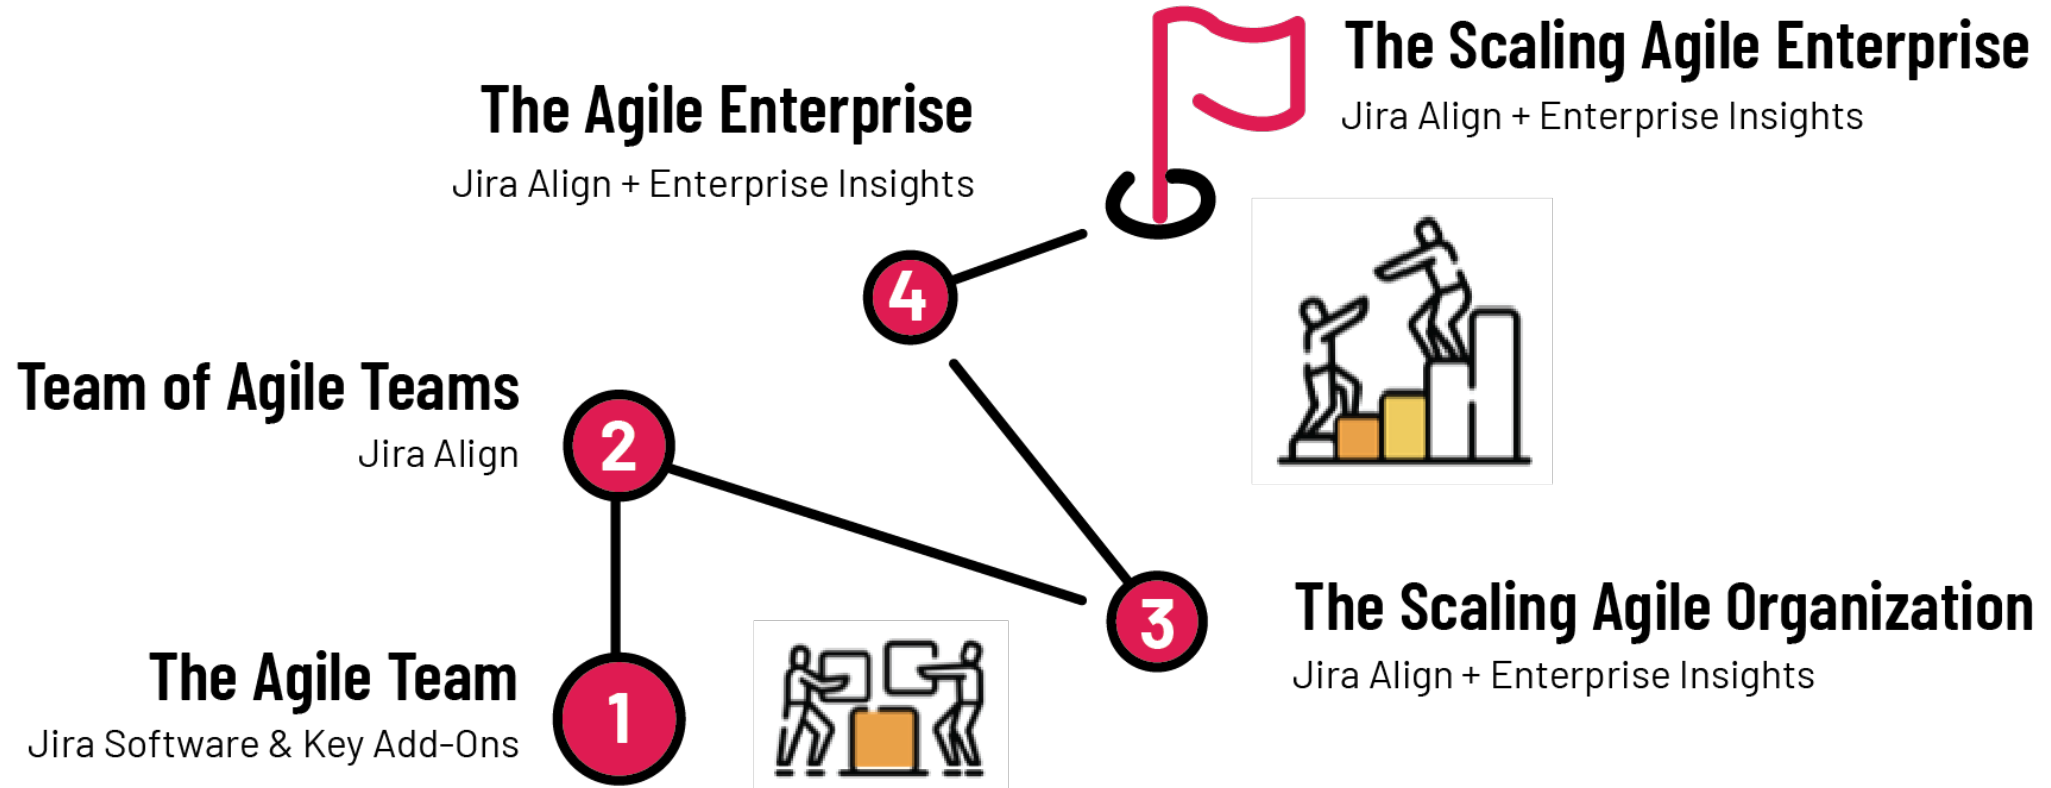 The Scaling Agile Enterprise
Jira Align + Enterprise Insights
The Agile Enterprise
Jira Align + Enterprise Insights
4
Team of Agile Teams
Jira Align
2
3
The Scaling Agile Organization
Jira Align + Enterprise Insights
The Agile Team
Jira Software & Key Add-Ons
1